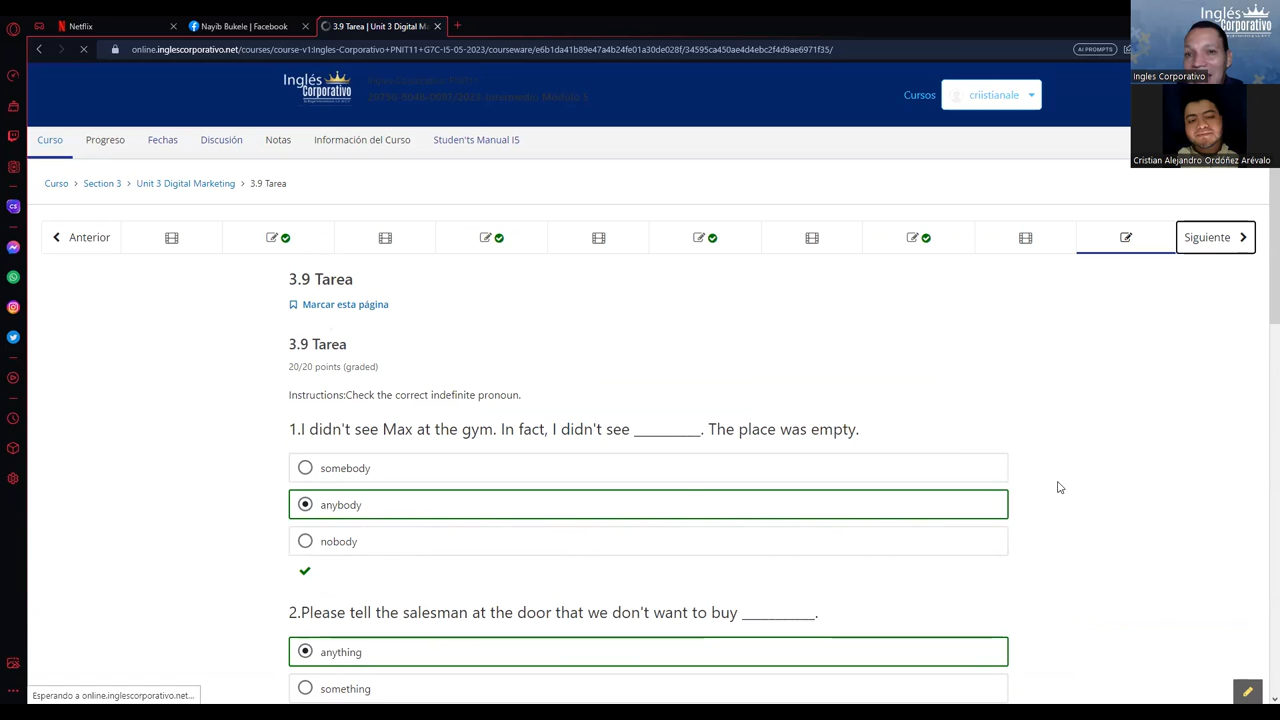 Netflix
Nayib Bukele | Facebook
3.9 Tarea | Unit 3 Digital Ma
online.inglescorporativo.net/courses/course-v1:Ingles-Corporativo+PNIT11+G7C-I5-05-2023/courseware/e6b1da41b89e47a4b24fe01a30de028f/34595ca450ae4d4ebc2f4d9ae6971f35/
AI PROMPTS
Inglés
Corporativo
Cursos
criistianale
Inglés
Corporativo
Ingles Corporativo
Cristian Alejandro Ordóñez Arévalo
Curso
Progreso
Fechas
Discusión
Notas
Información del Curso
Studen'ts Manual I5
Curso > Section 3 > Unit 3 Digital Marketing > 3.9 Tarea
Anterior
Siguiente
3.9 Tarea
Marcar esta página
3.9 Tarea
20/20 points (graded)
Instructions:Check the correct indefinite pronoun.
1.I didn't see Max at the gym. In fact, I didn't see _________. The place was empty.
somebody
anybody
nobody
2.Please tell the salesman at the door that we don't want to buy __________.
anything
something
Esperando a online.inglescorporativo.net...